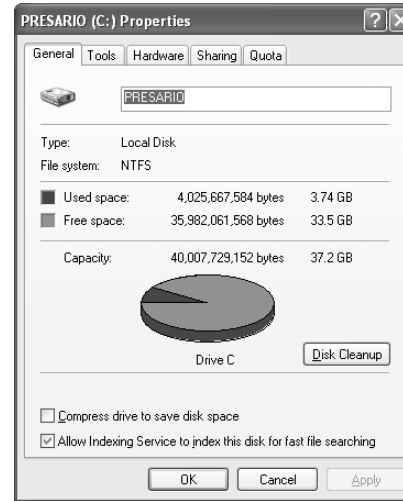 PRESARIO (C:) Properties
General Tools Hardware Sharing Quota
PRESARIO
Type: Local Disk
File system: NTFS
Used space: 4,025,667,584 bytes 3.74 GB
Free space: 35,982,061,568 bytes 33.5 GB
Capacity: 40,007,729,152 bytes 37.2 GB
Drive C
Disk Cleanup
Compress drive to save disk space
Allow Indexing Service to index this disk for fast file searching
OK Cancel Apply